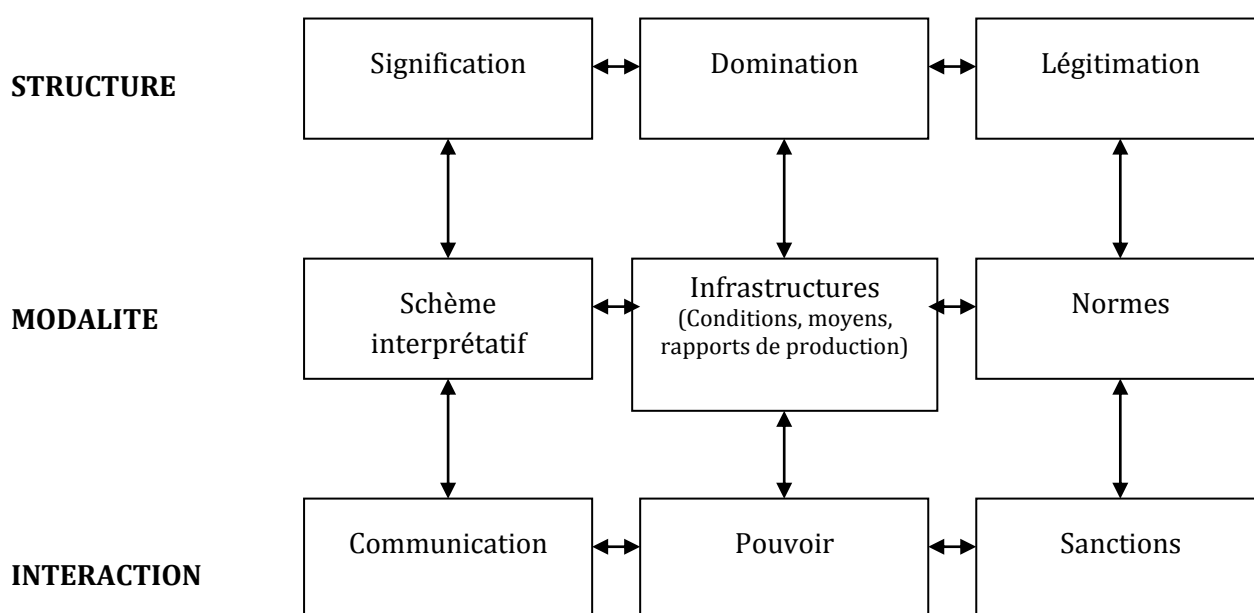 Signification
Domination
Légitimation
STRUCTURE
Schème
interprétatif
Infrastructures
(Conditions, moyens,
rapports de production)
Normes
MODALITE
Communication
Pouvoir
Sanctions
INTERACTION